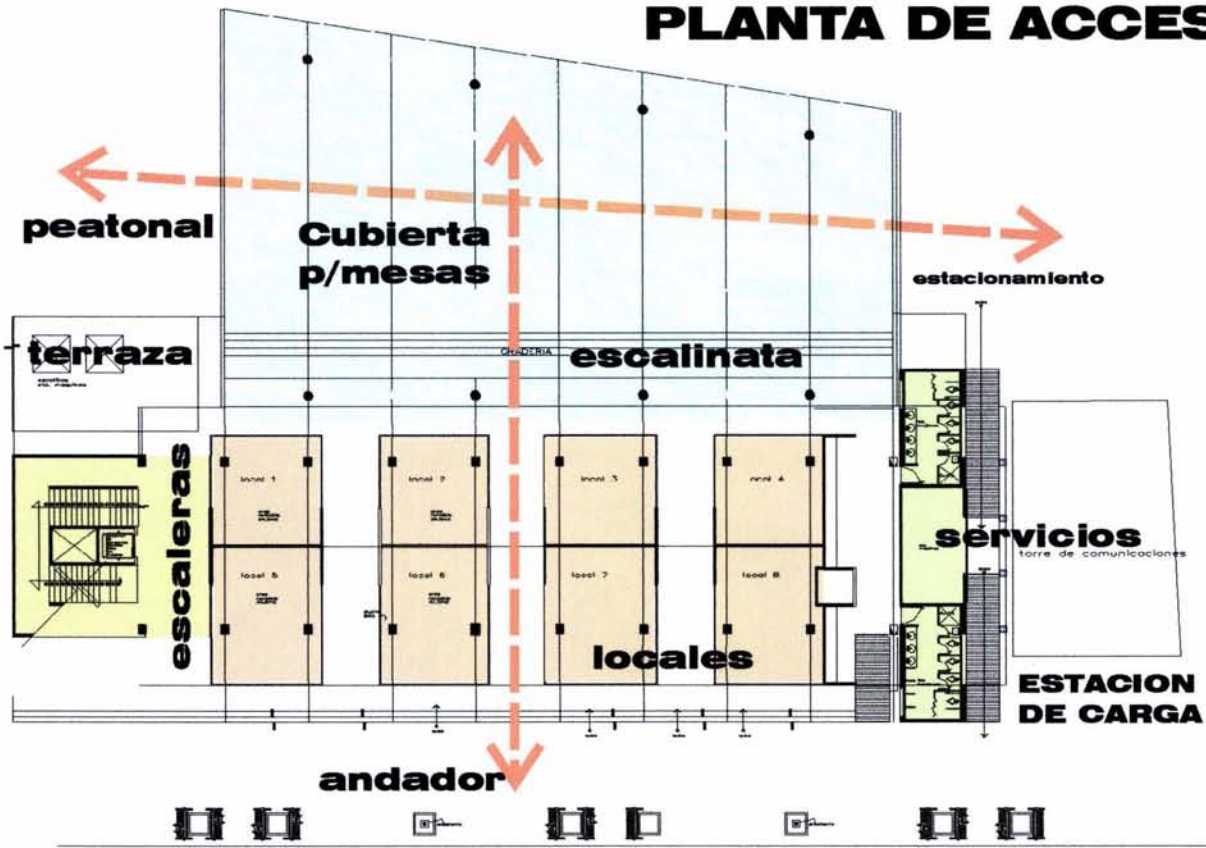 PLANTA DE ACCES
peatonal
Cubierta
p/mesas
estacionamiento
terraza
GRADERIA
escalinata
escaleras
local 1
local 2
local 3
local 4
servicios
torre de comunicaciones
local 5
local 6
local 7
local 8
locales
ESTACION
DE CARGA
andador